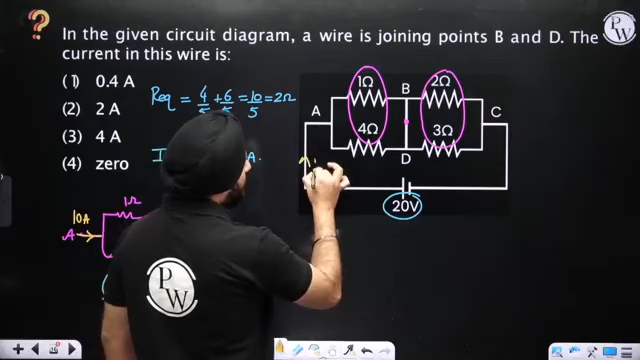 In the given circuit diagram, a wire is joining points B and D. The
current in this wire is:
(1) 0.4 A
(2) 2 A
(3) 4 A
(4) zero
Req = 4/5 + 6/5 = 10/5 = 2Ω
I
A.
1Ω
B
2Ω
A
C
4Ω
D
3Ω
20V
10A
1Ω
A
PW
PW